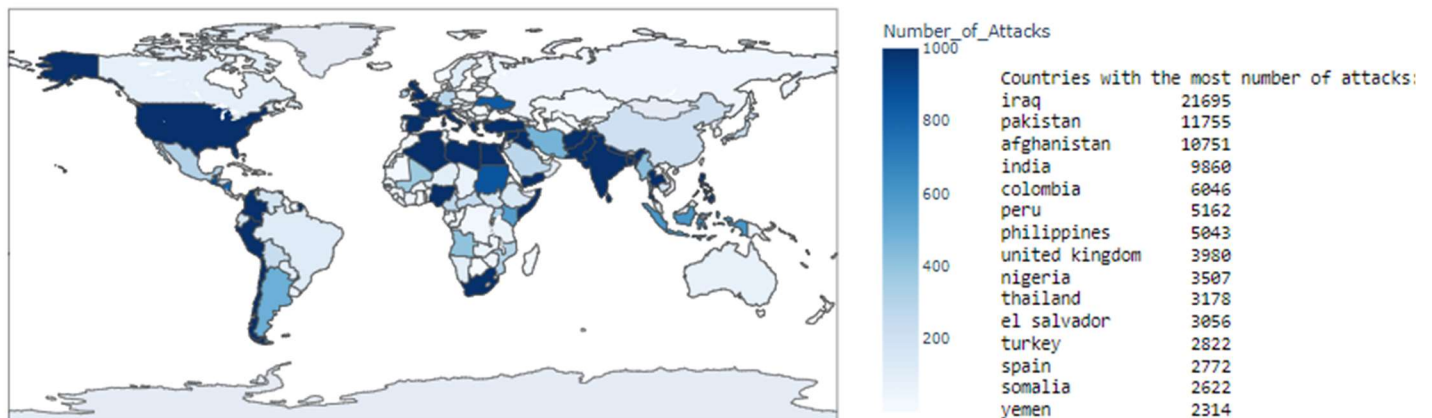 Number_of_Attacks
1000
800
600
400
200
Countries with the most number of attacks:
iraq 21695
pakistan 11755
afghanistan 10751
india 9860
colombia 6046
peru 5162
philippines 5043
united kingdom 3980
nigeria 3507
thailand 3178
el salvador 3056
turkey 2822
spain 2772
somalia 2622
yemen 2314